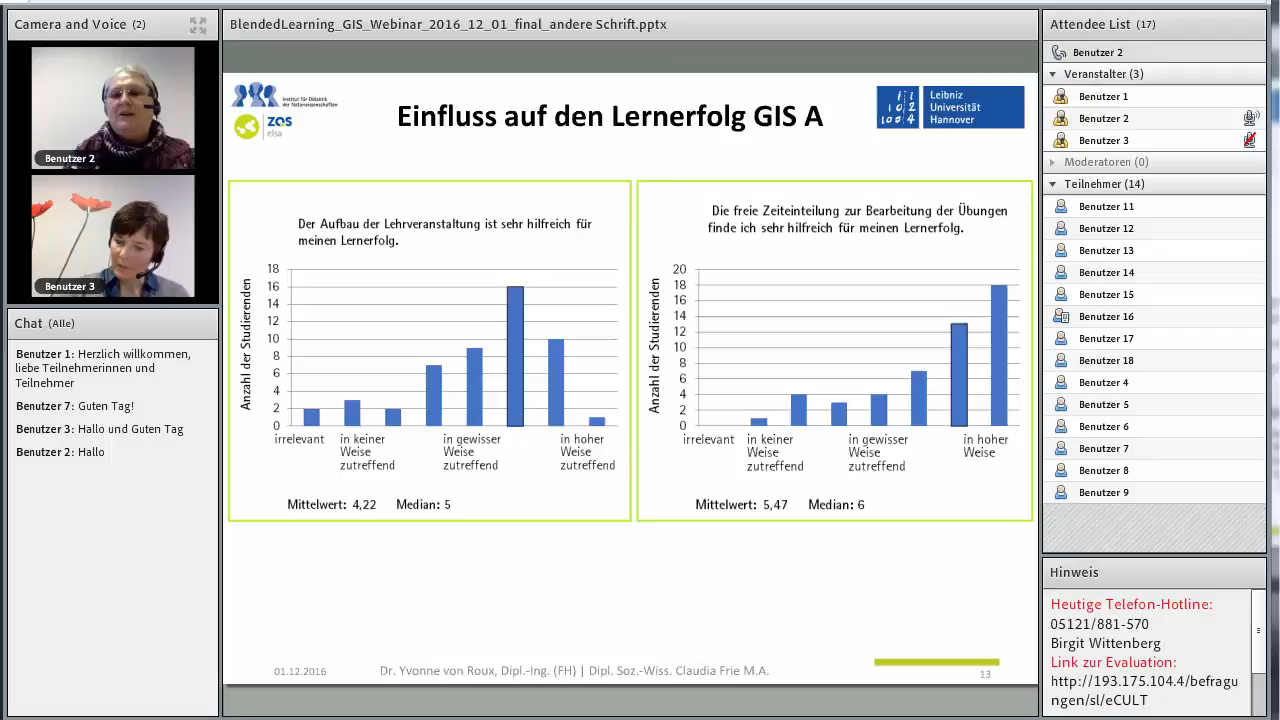 Camera and Voice (2)
Benutzer 2
Benutzer 3
Chat (Alle)
Benutzer 1: Herzlich willkommen,
liebe Teilnehmerinnen und
Teilnehmer
Benutzer 7: Guten Tag!
Benutzer 3: Hallo und Guten Tag
Benutzer 2: Hallo
BlendedLearning_GIS_Webinar_2016_12_01_final_andere Schrift.pptx
Institut für Didaktik
der Naturwissenschaften
ZQS
elsa
Einfluss auf den Lernerfolg GIS A
Leibniz
Universität
Hannover
Der Aufbau der Lehrveranstaltung ist sehr hilfreich für
meinen Lernerfolg.
Anzahl der Studierenden
18
16
14
12
10
8
6
4
2
0
irrelevant
in keiner
Weise
zutreffend
in gewisser
Weise
zutreffend
in hoher
Weise
zutreffend
Mittelwert: 4,22 Median: 5
Die freie Zeiteinteilung zur Bearbeitung der Übungen
finde ich sehr hilfreich für meinen Lernerfolg.
Anzahl der Studierenden
20
18
16
14
12
10
8
6
4
2
0
irrelevant
in keiner
Weise
zutreffend
in gewisser
Weise
zutreffend
in hoher
Weise
Mittelwert: 5,47 Median: 6
01.12.2016
Dr. Yvonne von Roux, Dipl.-Ing. (FH) | Dipl. Soz.-Wiss. Claudia Frie M.A.
13
Attendee List (17)
Benutzer 2
Veranstalter (3)
Benutzer 1
Benutzer 2
Benutzer 3
Moderatoren (0)
Teilnehmer (14)
Benutzer 11
Benutzer 12
Benutzer 13
Benutzer 14
Benutzer 15
Benutzer 16
Benutzer 17
Benutzer 18
Benutzer 4
Benutzer 5
Benutzer 6
Benutzer 7
Benutzer 8
Benutzer 9
Hinweis
Heutige Telefon-Hotline:
05121/881-570
Birgit Wittenberg
Link zur Evaluation:
http://193.175.104.4/befragu
ngen/sl/eCULT